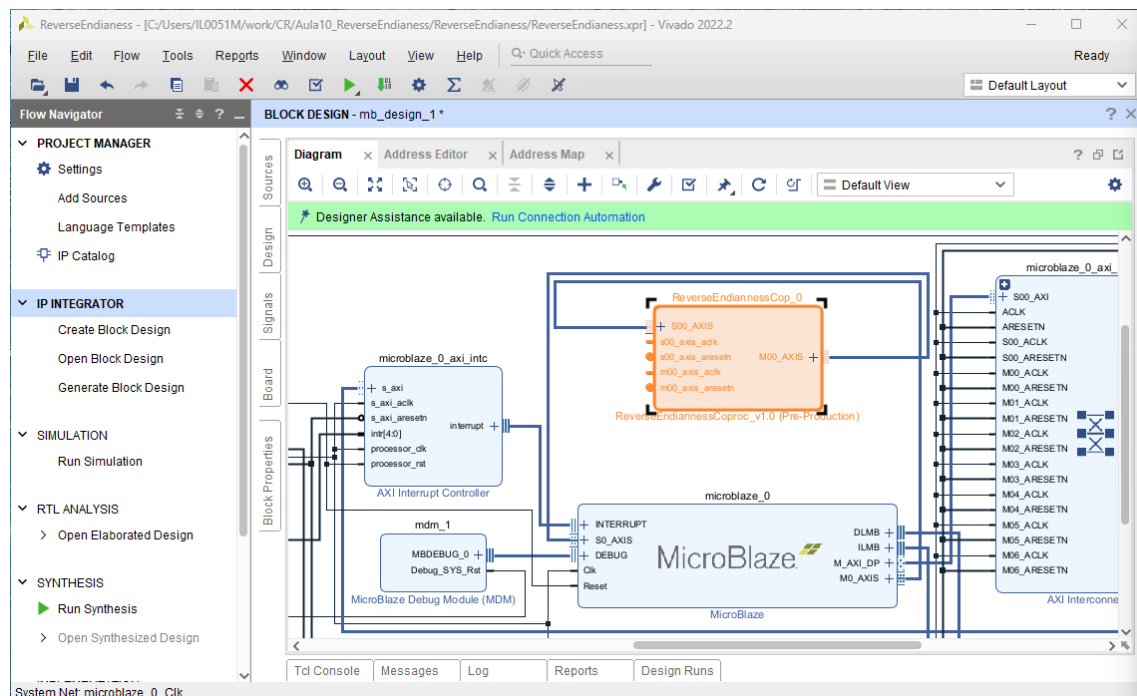 ReverseEndianess - [C:/Users/IL0051M/work/CR/Aula10_ReverseEndianess/ReverseEndianess/ReverseEndianess.xpr] - Vivado 2022.2
File Edit Flow Tools Reports Window Layout View Help Quick Access Ready
Default Layout
Flow Navigator
PROJECT MANAGER
Settings
Add Sources
Language Templates
IP Catalog
IP INTEGRATOR
Create Block Design
Open Block Design
Generate Block Design
SIMULATION
Run Simulation
RTL ANALYSIS
Open Elaborated Design
SYNTHESIS
Run Synthesis
Open Synthesized Design
BLOCK DESIGN - mb_design_1 *
Sources
Design
Signals
Board
Block Properties
Diagram Address Editor Address Map
Default View
Designer Assistance available. Run Connection Automation
ReverseEndiannessCop_0
S00_AXIS
s00_axis_aclk
s00_axis_aresetn M00_AXIS
m00_axis_aclk
m00_axis_aresetn
ReverseEndiannessCoproc_v1.0 (Pre-Production)
microblaze_0_axi_intc
s_axi
s_axi_aclk
s_axi_aresetn interrupt
intr[4:0]
processor_clk
processor_rst
AXI Interrupt Controller
mdm_1
MBDEBUG_0
Debug_SYS_Rst
MicroBlaze Debug Module (MDM)
microblaze_0
INTERRUPT
S0_AXIS
DEBUG
Clk
Reset
MicroBlaze
DLMB
ILMB
M_AXI_DP
M0_AXIS
MicroBlaze
microblaze_0_axi_
S00_AXI
ACLK
ARESETN
S00_ACLK
S00_ARESETN
M00_ACLK
M00_ARESETN
M01_ACLK
M01_ARESETN
M02_ACLK
M02_ARESETN
M03_ACLK
M03_ARESETN
M04_ACLK
M04_ARESETN
M05_ACLK
M05_ARESETN
M06_ACLK
M06_ARESETN
AXI Interconne
Tcl Console Messages Log Reports Design Runs
System Net: microblaze_0_Clk